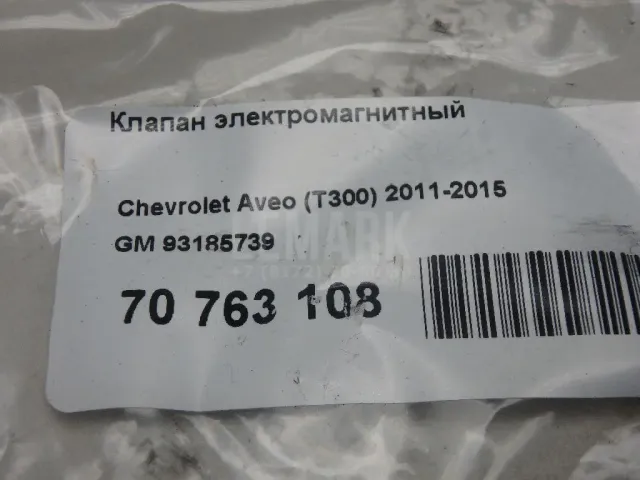 Клапан электромагнитный
Chevrolet Aveo (T300) 2011-2015
GM 93185739
70 763 108